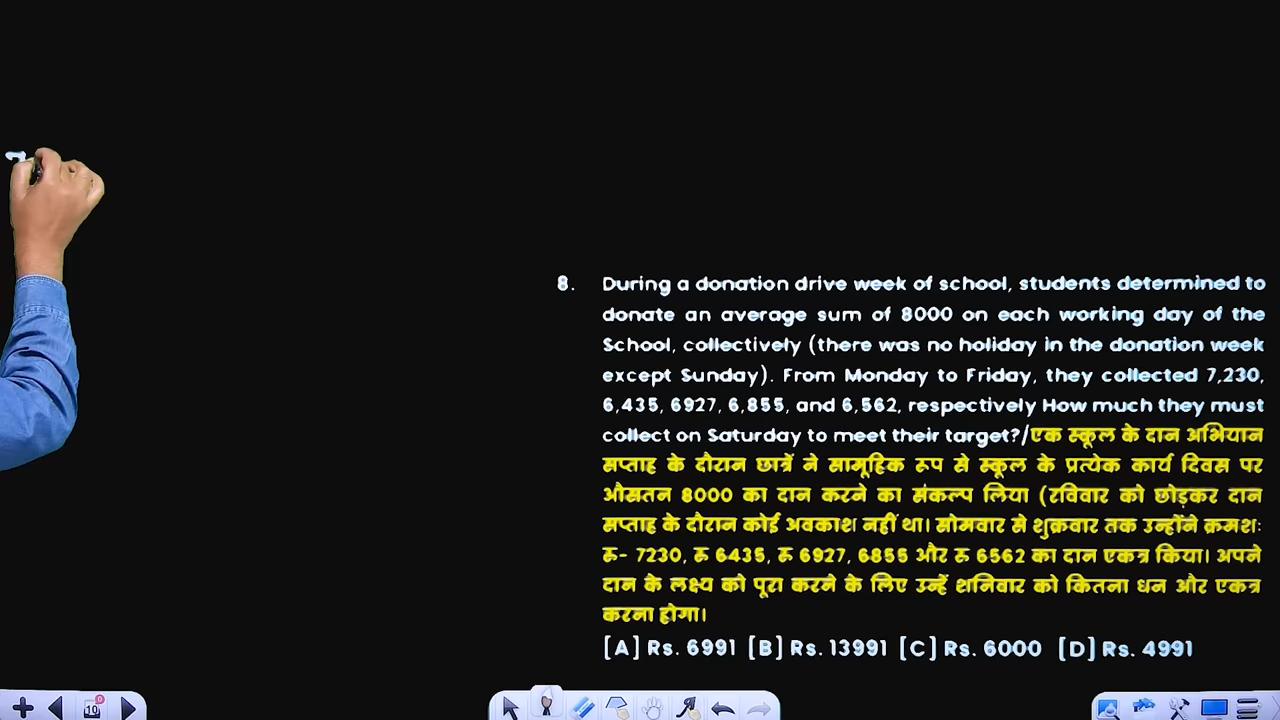 8. During a donation drive week of school, students determined to
donate an average sum of 8000 on each working day of the
School, collectively (there was no holiday in the donation week
except Sunday). From Monday to Friday, they collected 7,230,
6,435, 6927, 6,855, and 6,562, respectively How much they must
collect on Saturday to meet their target?/एक स्कूल के दान अभियान
सप्ताह के दौरान छात्रें ने सामूहिक रूप से स्कूल के प्रत्येक कार्य दिवस पर
औसतन 8000 का दान करने का संकल्प लिया (रविवार को छोड़कर दान
सप्ताह के दौरान कोई अवकाश नहीं था। सोमवार से शुक्रवार तक उन्होंने क्रमशः
रु- 7230, रु 6435, रु 6927, 6855 और रु 6562 का दान एकत्र किया। अपने
दान के लक्ष्य को पूरा करने के लिए उन्हें शनिवार को कितना धन और एकत्र
करना होगा।
[A] Rs. 6991 [B] Rs. 13991 [C] Rs. 6000 [D] Rs. 4991
10